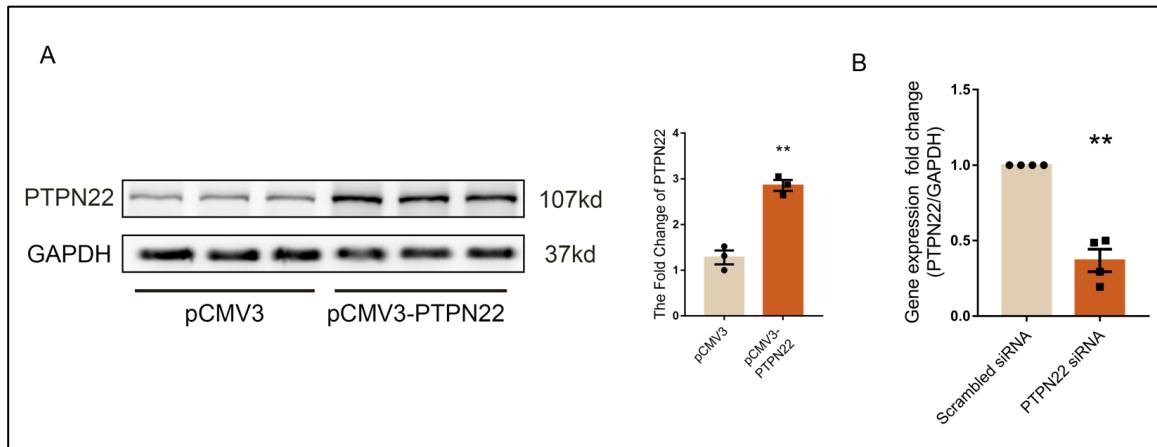 A
PTPN22
107kd
GAPDH
37kd
pCMV3
pCMV3-PTPN22
The Fold Change of PTPN22
4
3
2
1
0
**
pCMV3
pCMV3-
PTPN22
B
Gene expression fold change
(PTPN22/GAPDH)
1.5
1.0
0.5
0.0
**
Scrambled siRNA
PTPN22 siRNA